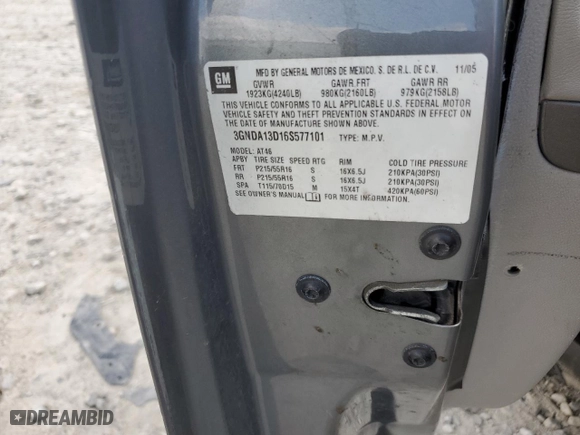 GM
MFD BY GENERAL MOTORS DE MEXICO, S. DE R.L. DE C.V. 11/05
GVWR GAWR FRT GAWR RR
1923KG(4240LB) 980KG(2160LB) 979KG(2158LB)
THIS VEHICLE CONFORMS TO ALL APPLICABLE U.S. FEDERAL MOTOR
VEHICLE SAFETY, BUMPER, AND THEFT PREVENTION STANDARDS IN EFFECT ON
THE DATE OF MANUFACTURE SHOWN ABOVE.
3GNDA13D16S577101 TYPE: M.P.V.
MODEL: AT46
APBY TIRE SIZE SPEED RTG RIM COLD TIRE PRESSURE
FRT P215/55R16 S 16X6.5J 210KPA(30PSI)
RR P215/55R16 S 16X6.5J 210KPA(30PSI)
SPA T115/70D15 M 15X4T 420KPA(60PSI)
SEE OWNER'S MANUAL FOR MORE INFORMATION.
DREAMBID